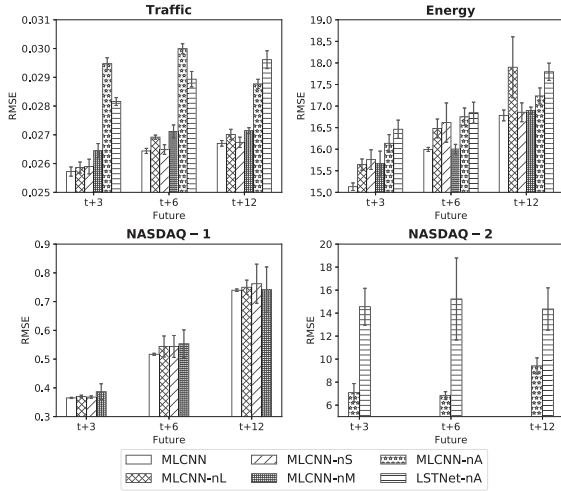 Traffic
RMSE
0.031
0.030
0.029
0.028
0.027
0.026
0.025
t+3
t+6
t+12
Future
Energy
RMSE
19.0
18.5
18.0
17.5
17.0
16.5
16.0
15.5
15.0
t+3
t+6
t+12
Future
NASDAQ-1
RMSE
0.9
0.8
0.7
0.6
0.5
0.4
0.3
t+3
t+6
t+12
Future
NASDAQ-2
RMSE
20
18
16
14
12
10
8
6
t+3
t+6
t+12
Future
MLCNN
MLCNN-nS
MLCNN-nA
MLCNN-nL
MLCNN-nM
LSTNet-nA